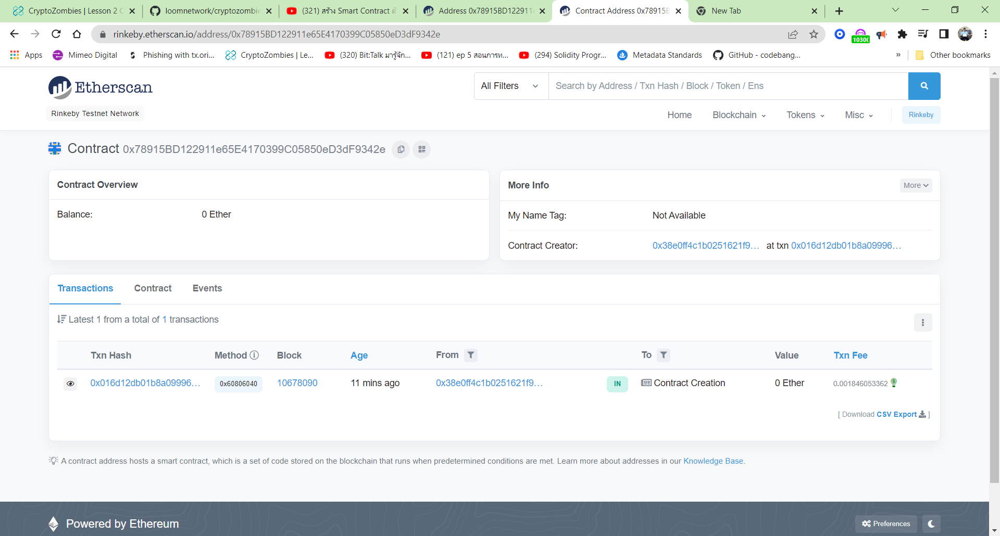 CryptoZombies | Lesson 2 C
loomnetwork/cryptozombie
(321) สร้าง Smart Contract ด้
Address 0x78915BD122911
Contract Address 0x78915B
New Tab
rinkeby.etherscan.io/address/0x78915BD122911e65E4170399C05850eD3dF9342e
1030(
Apps
Mimeo Digital
Phishing with tx.ori...
CryptoZombies | Le...
(320) Bit:Talk มารู้จัก...
(121) ep 5 สอนการท...
(294) Solidity Progr...
Metadata Standards
GitHub - codebang...
»
Other bookmarks
Etherscan
Rinkeby Testnet Network
All Filters
Search by Address / Txn Hash / Block / Token / Ens
Home
Blockchain
Tokens
Misc
Rinkeby
Contract 0x78915BD122911e65E4170399C05850eD3dF9342e
Contract Overview
Balance: 0 Ether
More Info
More
My Name Tag: Not Available
Contract Creator: 0x38e0ff4c1b0251621f9... at txn 0x016d12db01b8a09996...
Transactions Contract Events
Latest 1 from a total of 1 transactions
Txn Hash Method Block Age From To Value Txn Fee
0x016d12db01b8a09996... 0x60806040 10678090 11 mins ago 0x38e0ff4c1b0251621f9... IN Contract Creation 0 Ether 0.001846053362
[ Download CSV Export ]
A contract address hosts a smart contract, which is a set of code stored on the blockchain that runs when predetermined conditions are met. Learn more about addresses in our Knowledge Base.
Powered by Ethereum
Preferences